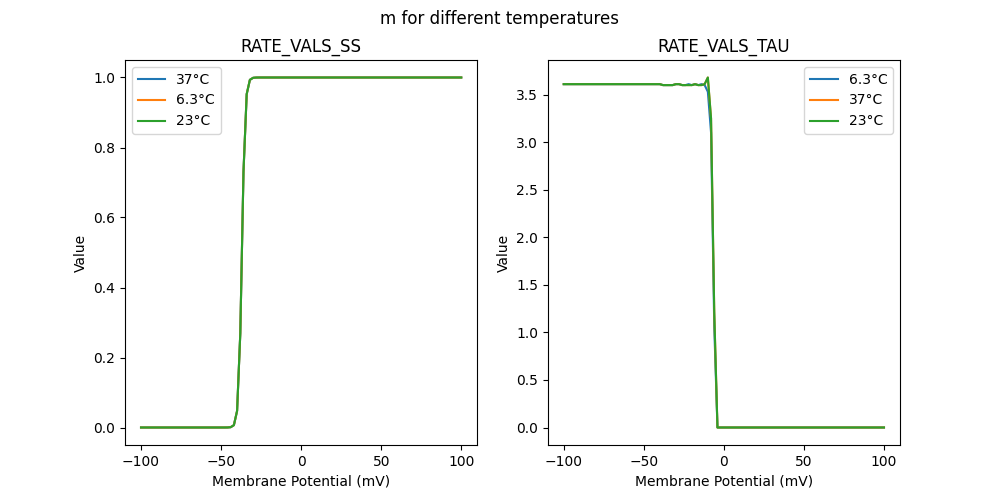 m for different temperatures
RATE_VALS_SS
1.0
0.8
0.6
0.4
0.2
0.0
Value
37°C
6.3°C
23°C
−100
−50
0
50
100
Membrane Potential (mV)
RATE_VALS_TAU
3.5
3.0
2.5
2.0
1.5
1.0
0.5
0.0
Value
6.3°C
37°C
23°C
−100
−50
0
50
100
Membrane Potential (mV)